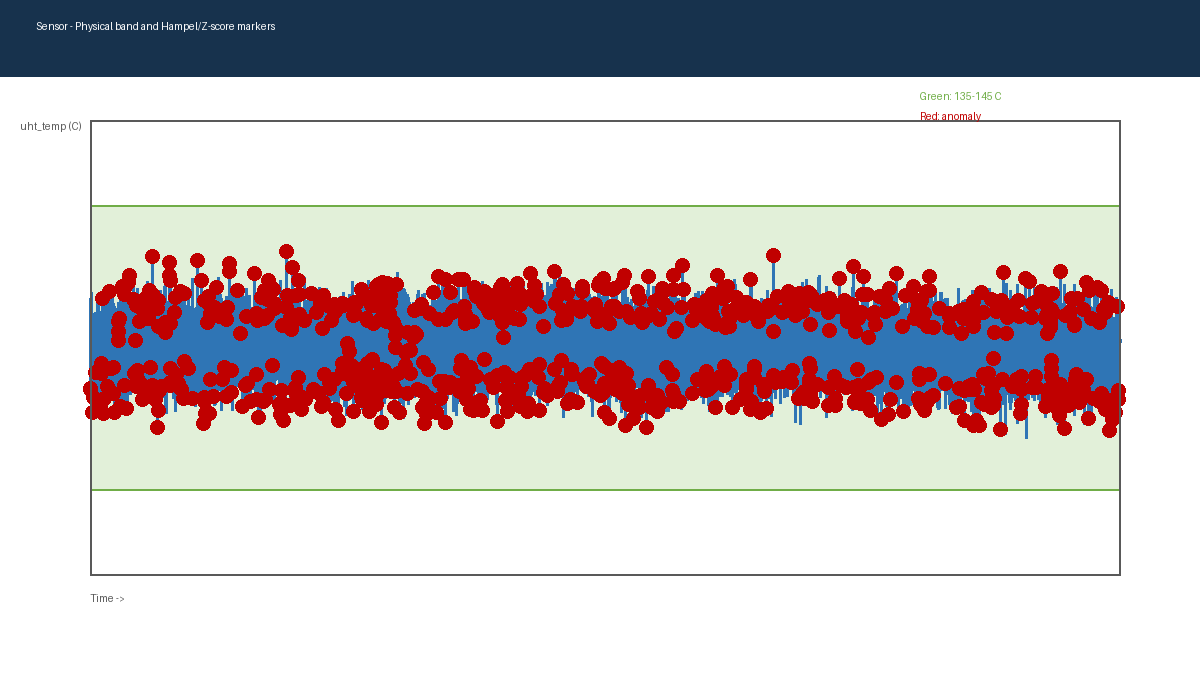 Sensor - Physical band and Hampel/Z-score markers
Green: 135-145 C
Red: anomaly
uht_temp (C)
Time ->